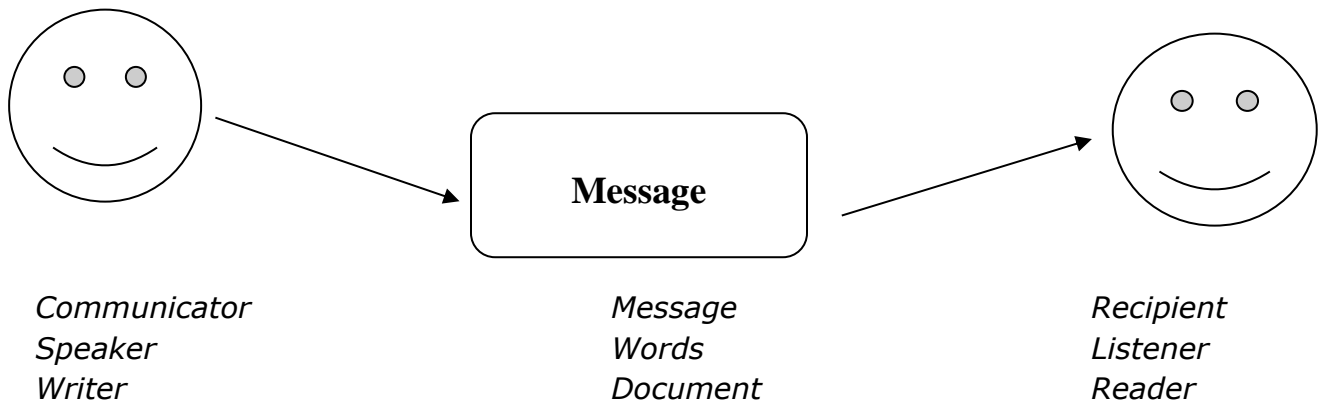 Message
Communicator
Speaker
Writer
Message
Words
Document
Recipient
Listener
Reader